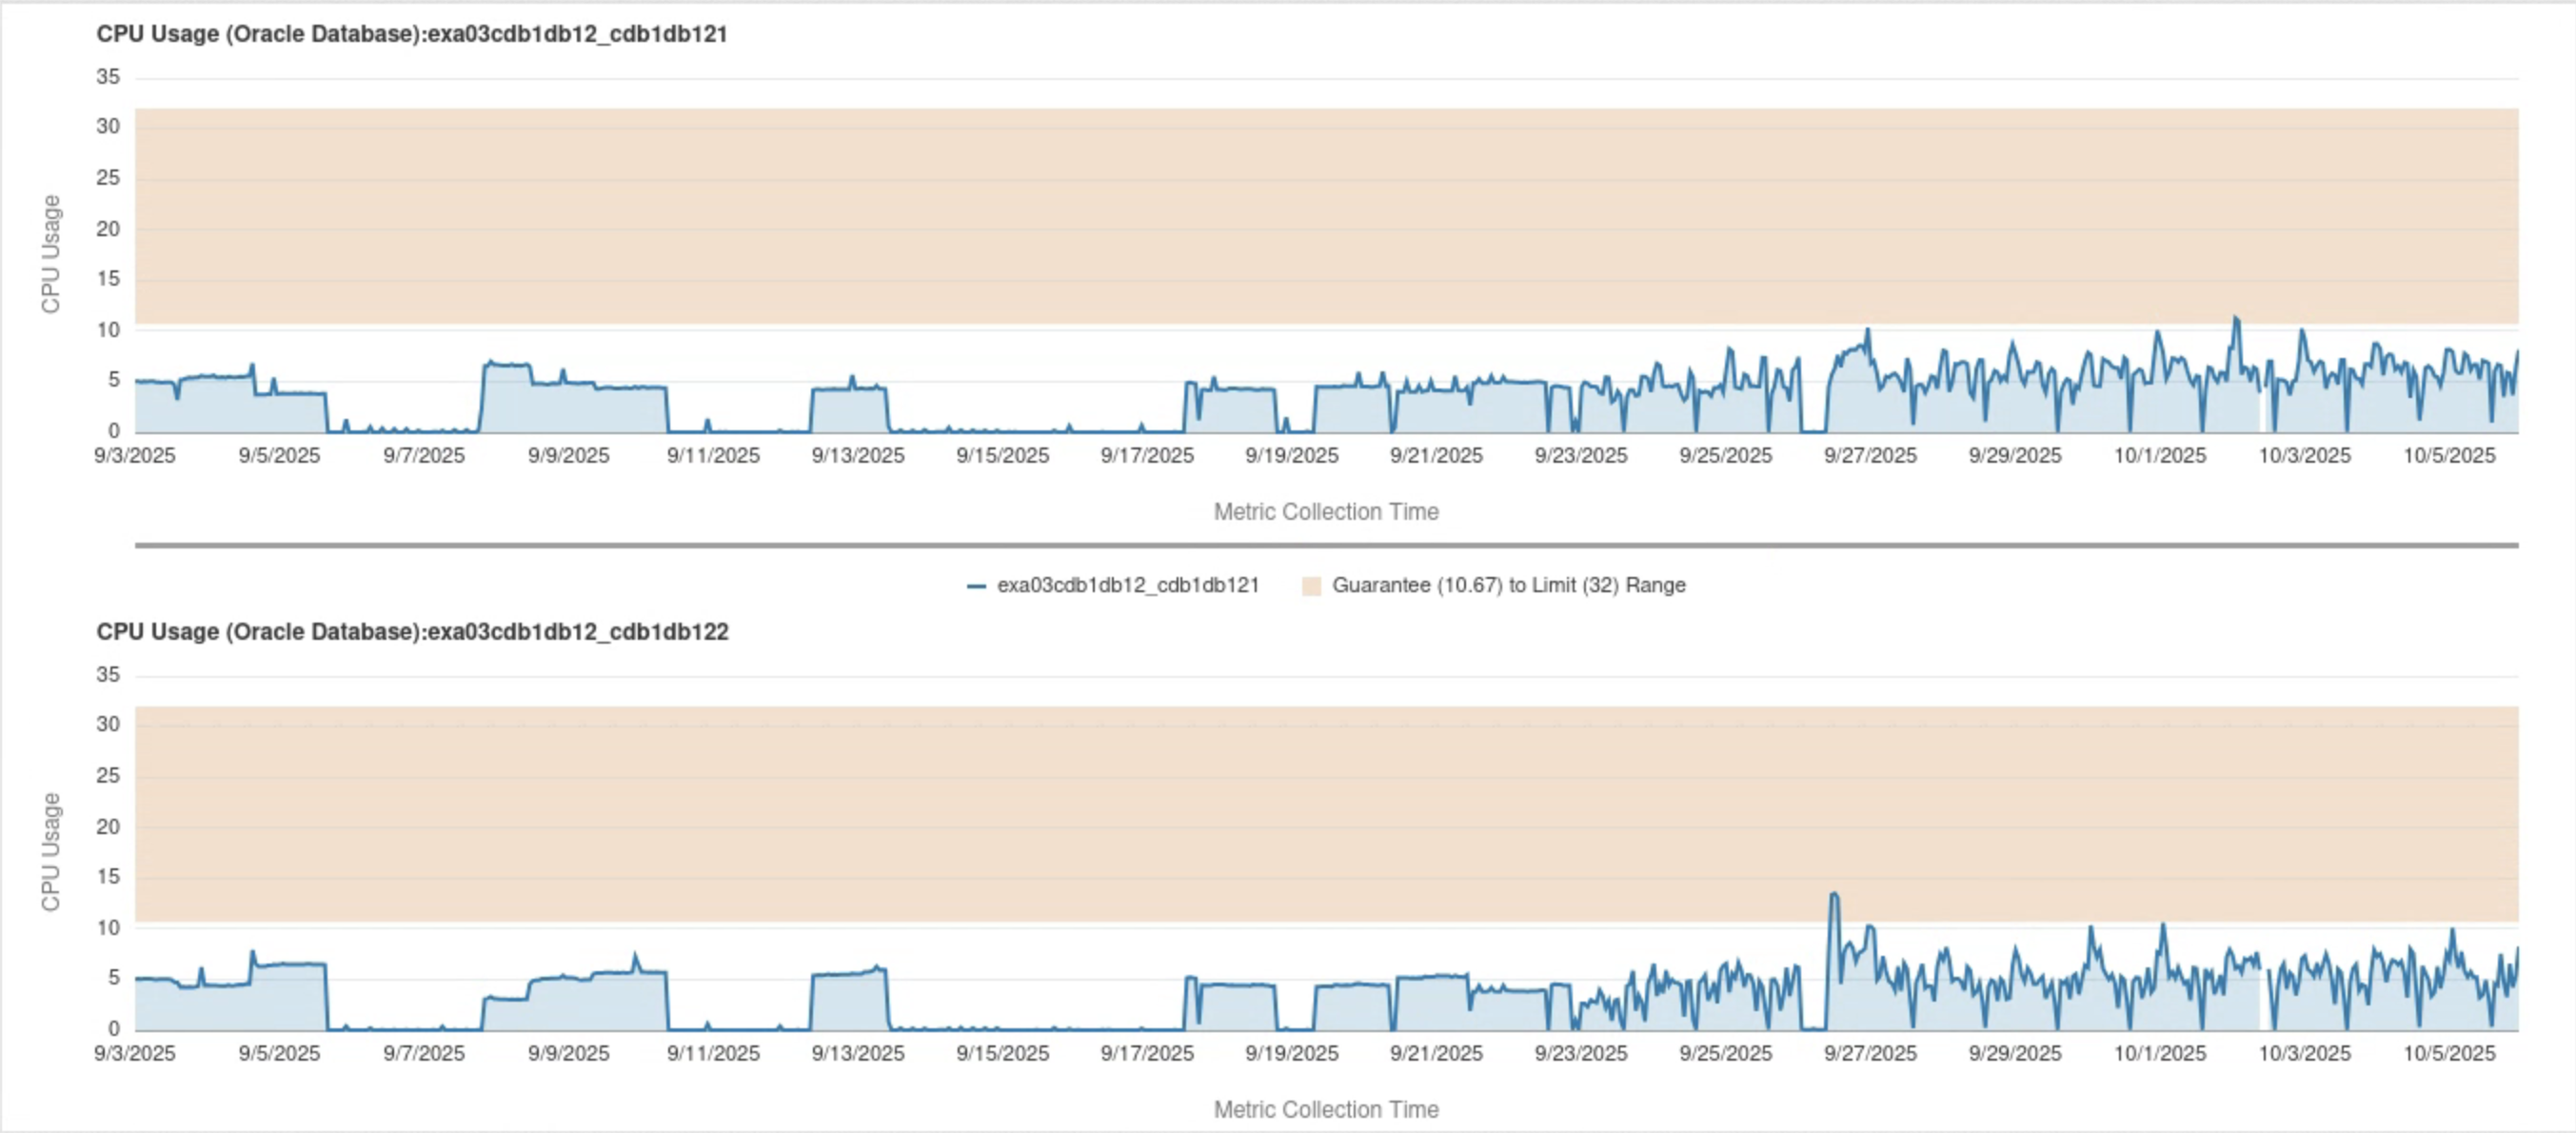 CPU Usage (Oracle Database):exa03cdb1db12_cdb1db121
35
30
25
20
15
10
5
0
CPU Usage
9/3/2025 9/5/2025 9/7/2025 9/9/2025 9/11/2025 9/13/2025 9/15/2025 9/17/2025 9/19/2025 9/21/2025 9/23/2025 9/25/2025 9/27/2025 9/29/2025 10/1/2025 10/3/2025 10/5/2025
Metric Collection Time
exa03cdb1db12_cdb1db121 Guarantee (10.67) to Limit (32) Range
CPU Usage (Oracle Database):exa03cdb1db12_cdb1db122
35
30
25
20
15
10
5
0
CPU Usage
9/3/2025 9/5/2025 9/7/2025 9/9/2025 9/11/2025 9/13/2025 9/15/2025 9/17/2025 9/19/2025 9/21/2025 9/23/2025 9/25/2025 9/27/2025 9/29/2025 10/1/2025 10/3/2025 10/5/2025
Metric Collection Time